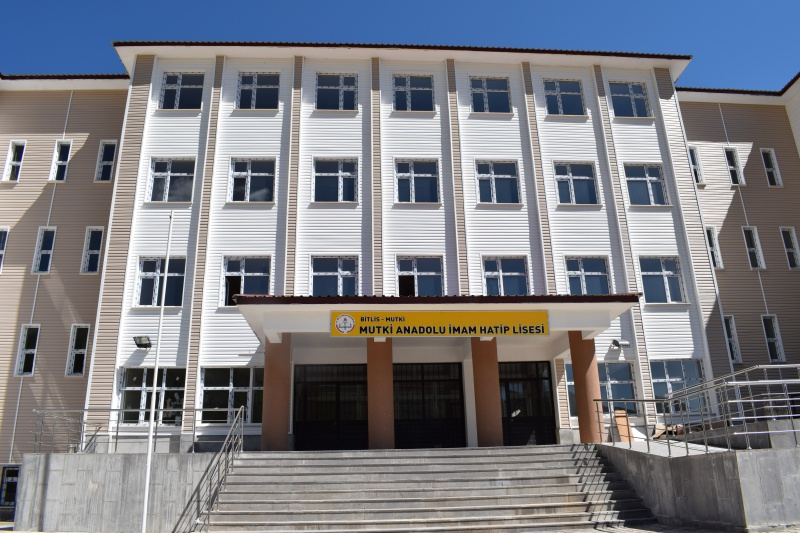 BİTLİS - MUTKİ
MUTKİ ANADOLU İMAM HATİP LİSESİ